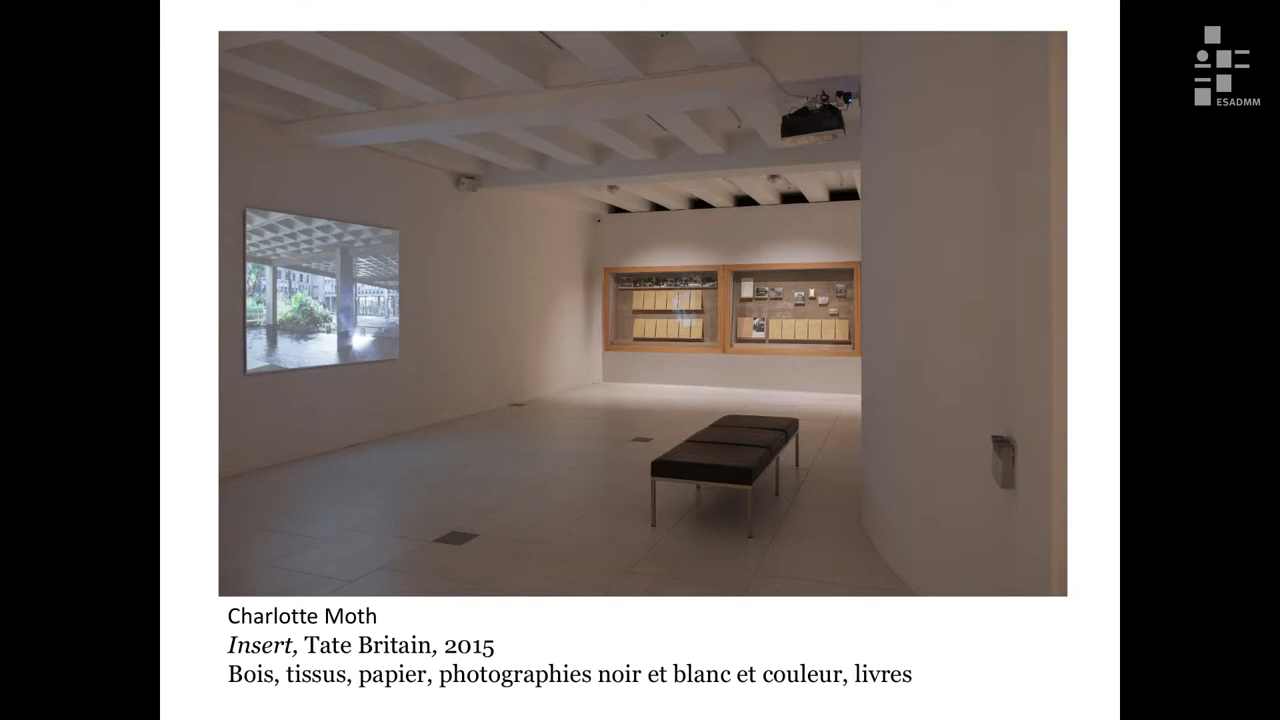 ESADMM
Charlotte Moth
Insert, Tate Britain, 2015
Bois, tissus, papier, photographies noir et blanc et couleur, livres